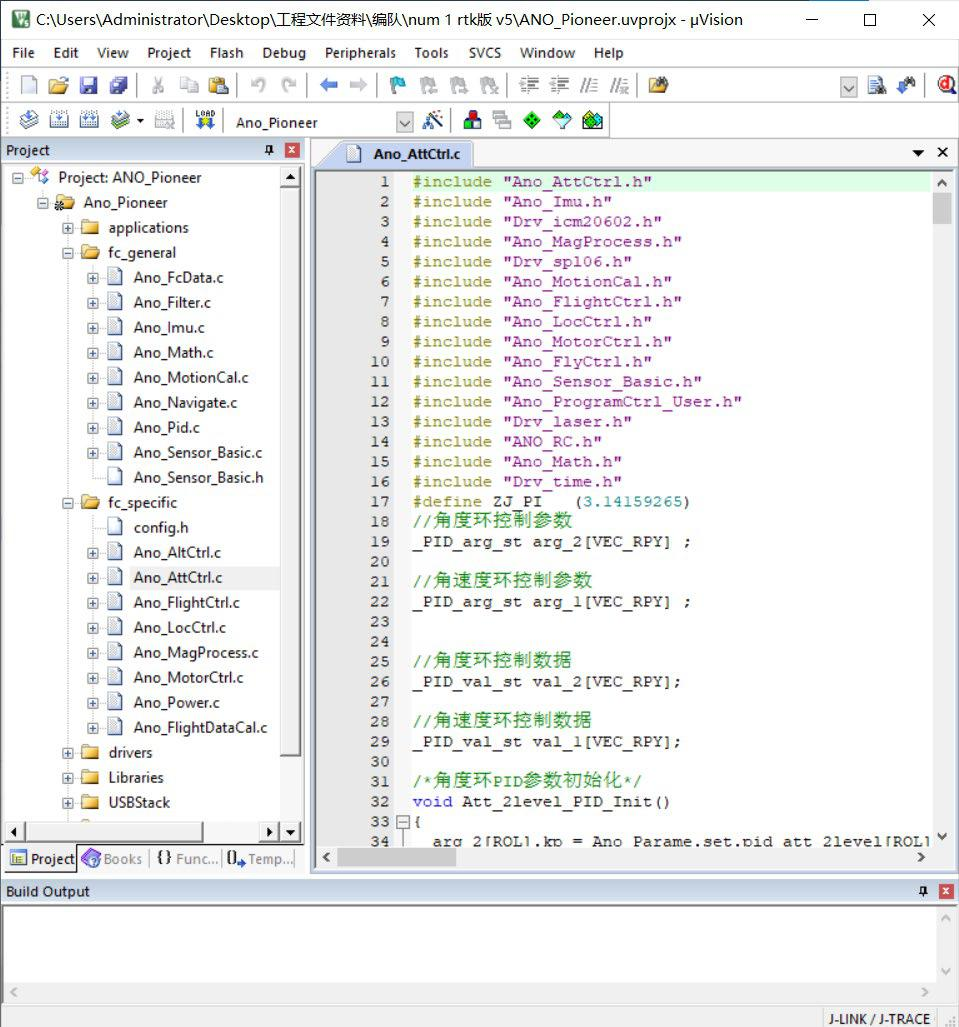 C:\Users\Administrator\Desktop\工程文件资料\编队\num 1 rtk版 v5\ANO_Pioneer.uvprojx - µVision
File Edit View Project Flash Debug Peripherals Tools SVCS Window Help
LOAD
Ano_Pioneer
Project
Project: ANO_Pioneer
Ano_Pioneer
applications
fc_general
Ano_FcData.c
Ano_Filter.c
Ano_Imu.c
Ano_Math.c
Ano_MotionCal.c
Ano_Navigate.c
Ano_Pid.c
Ano_Sensor_Basic.c
Ano_Sensor_Basic.h
fc_specific
config.h
Ano_AltCtrl.c
Ano_AttCtrl.c
Ano_FlightCtrl.c
Ano_LocCtrl.c
Ano_MagProcess.c
Ano_MotorCtrl.c
Ano_Power.c
Ano_FlightDataCal.c
drivers
Libraries
USBStack
Project Books {} Func... Temp...
Ano_AttCtrl.c
1 #include "Ano_AttCtrl.h"
2 #include "Ano_Imu.h"
3 #include "Drv_icm20602.h"
4 #include "Ano_MagProcess.h"
5 #include "Drv_spl06.h"
6 #include "Ano_MotionCal.h"
7 #include "Ano_FlightCtrl.h"
8 #include "Ano_LocCtrl.h"
9 #include "Ano_MotorCtrl.h"
10 #include "Ano_FlyCtrl.h"
11 #include "Ano_Sensor_Basic.h"
12 #include "Ano_ProgramCtrl_User.h"
13 #include "Drv_laser.h"
14 #include "ANO_RC.h"
15 #include "Ano_Math.h"
16 #include "Drv_time.h"
17 #define ZJ_PI (3.14159265)
18 //角度环控制参数
19 _PID_arg_st arg_2[VEC_RPY] ;
20
21 //角速度环控制参数
22 _PID_arg_st arg_1[VEC_RPY] ;
23
24
25 //角度环控制数据
26 _PID_val_st val_2[VEC_RPY];
27
28 //角速度环控制数据
29 _PID_val_st val_1[VEC_RPY];
30
31 /*角度环PID参数初始化*/
32 void Att_2level_PID_Init()
33 {
34 arg_2[ROL].kp = Ano_Parame.set.pid_att_2level[ROL]
Build Output
J-LINK / J-TRACE